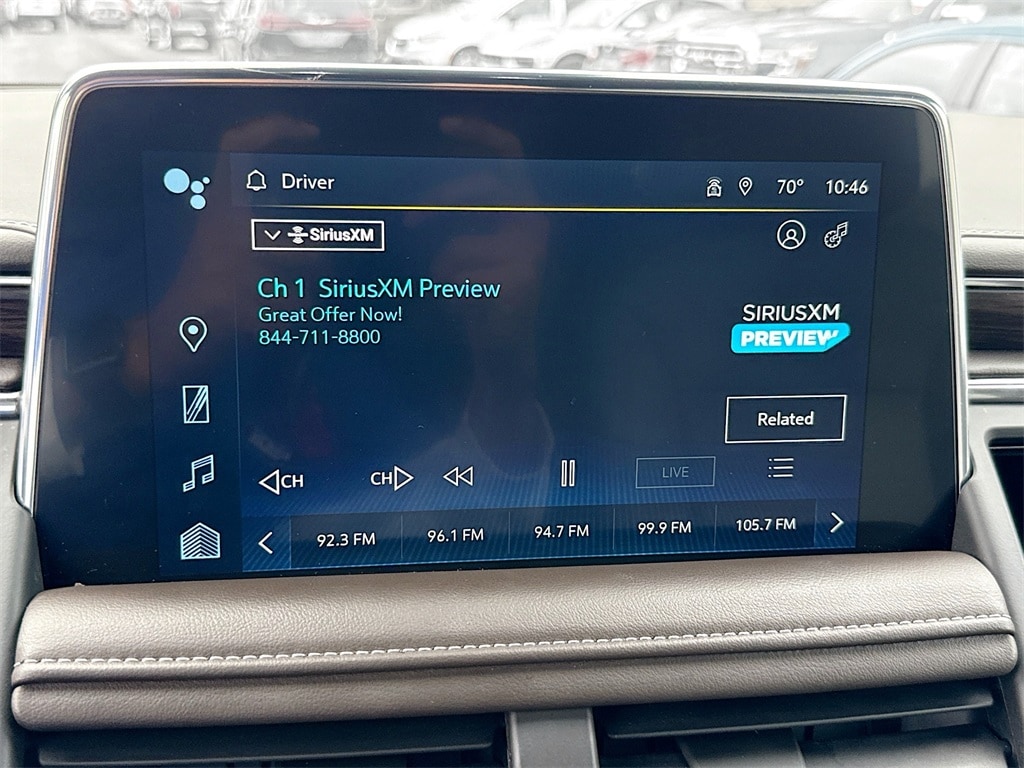 Driver
70° 10:46
SiriusXM
Ch 1 SiriusXM Preview
Great Offer Now!
844-711-8800
SIRIUSXM
PREVIEW
Related
CH CH LIVE
92.3 FM 96.1 FM 94.7 FM 99.9 FM 105.7 FM